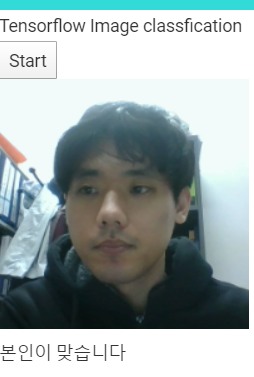 Tensorflow Image classfication
Start
본인이 맞습니다